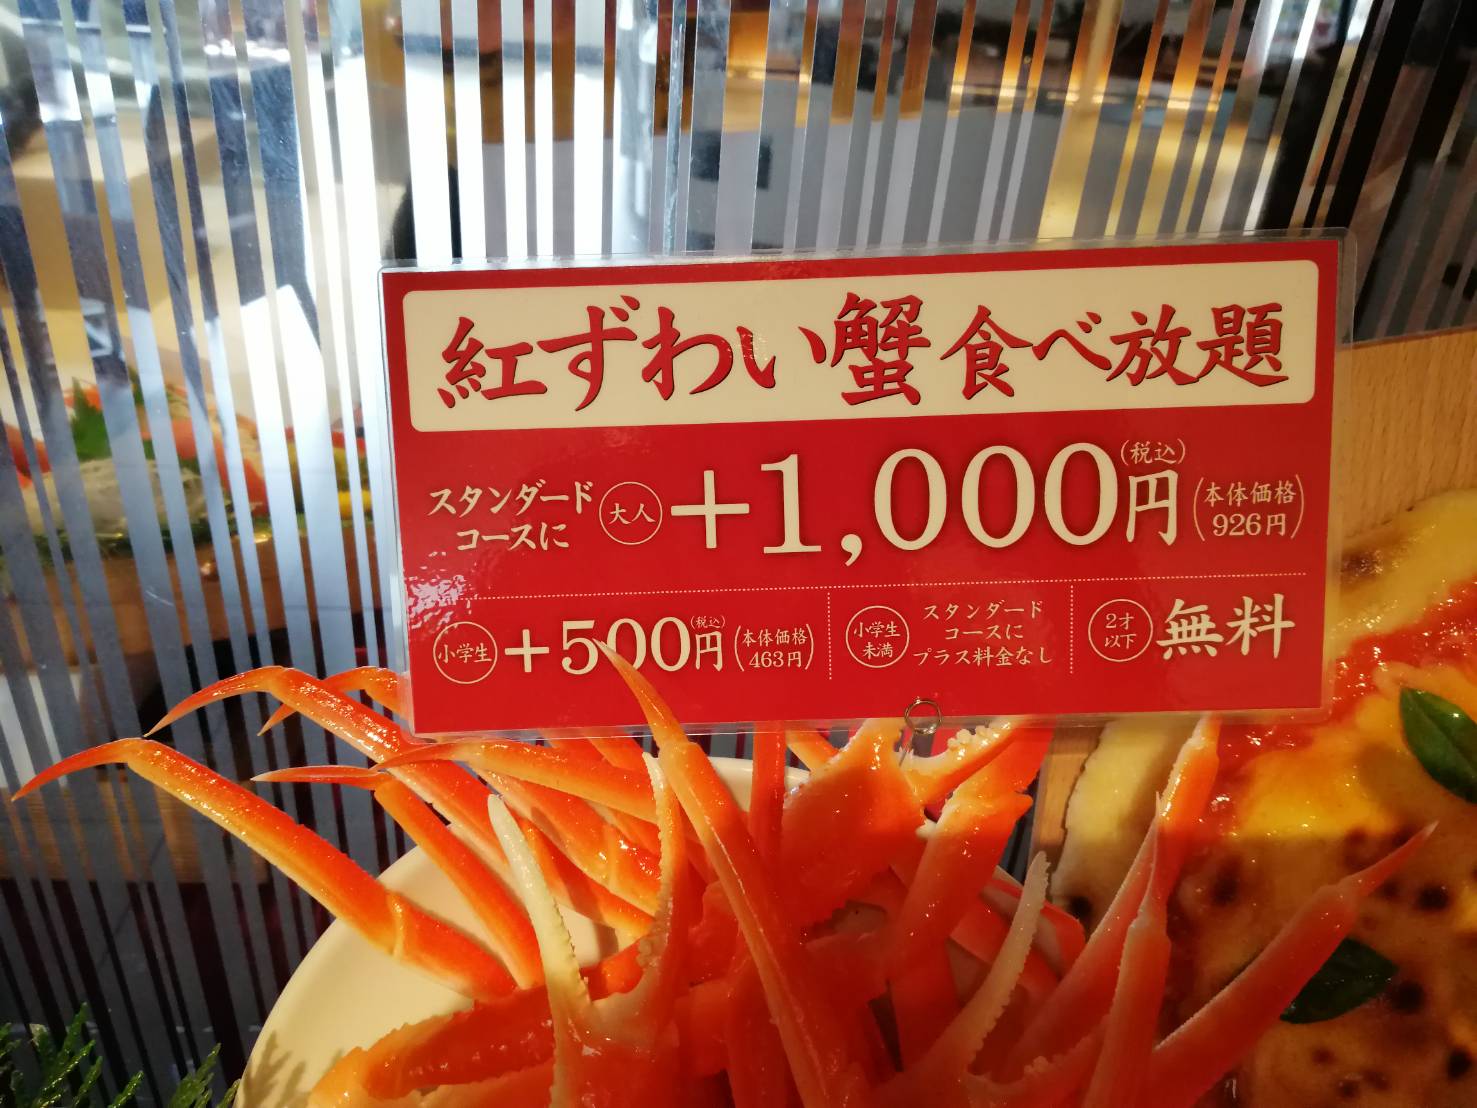 紅ずわい蟹 食べ放題
スタンダード
コースに
大人
+1,000円
(税込)
(本体価格
926円)
小学生
+500円
(税込)
(本体価格
463円)
小学生
未満
スタンダード
コースに
プラス料金なし
2才
以下
無料